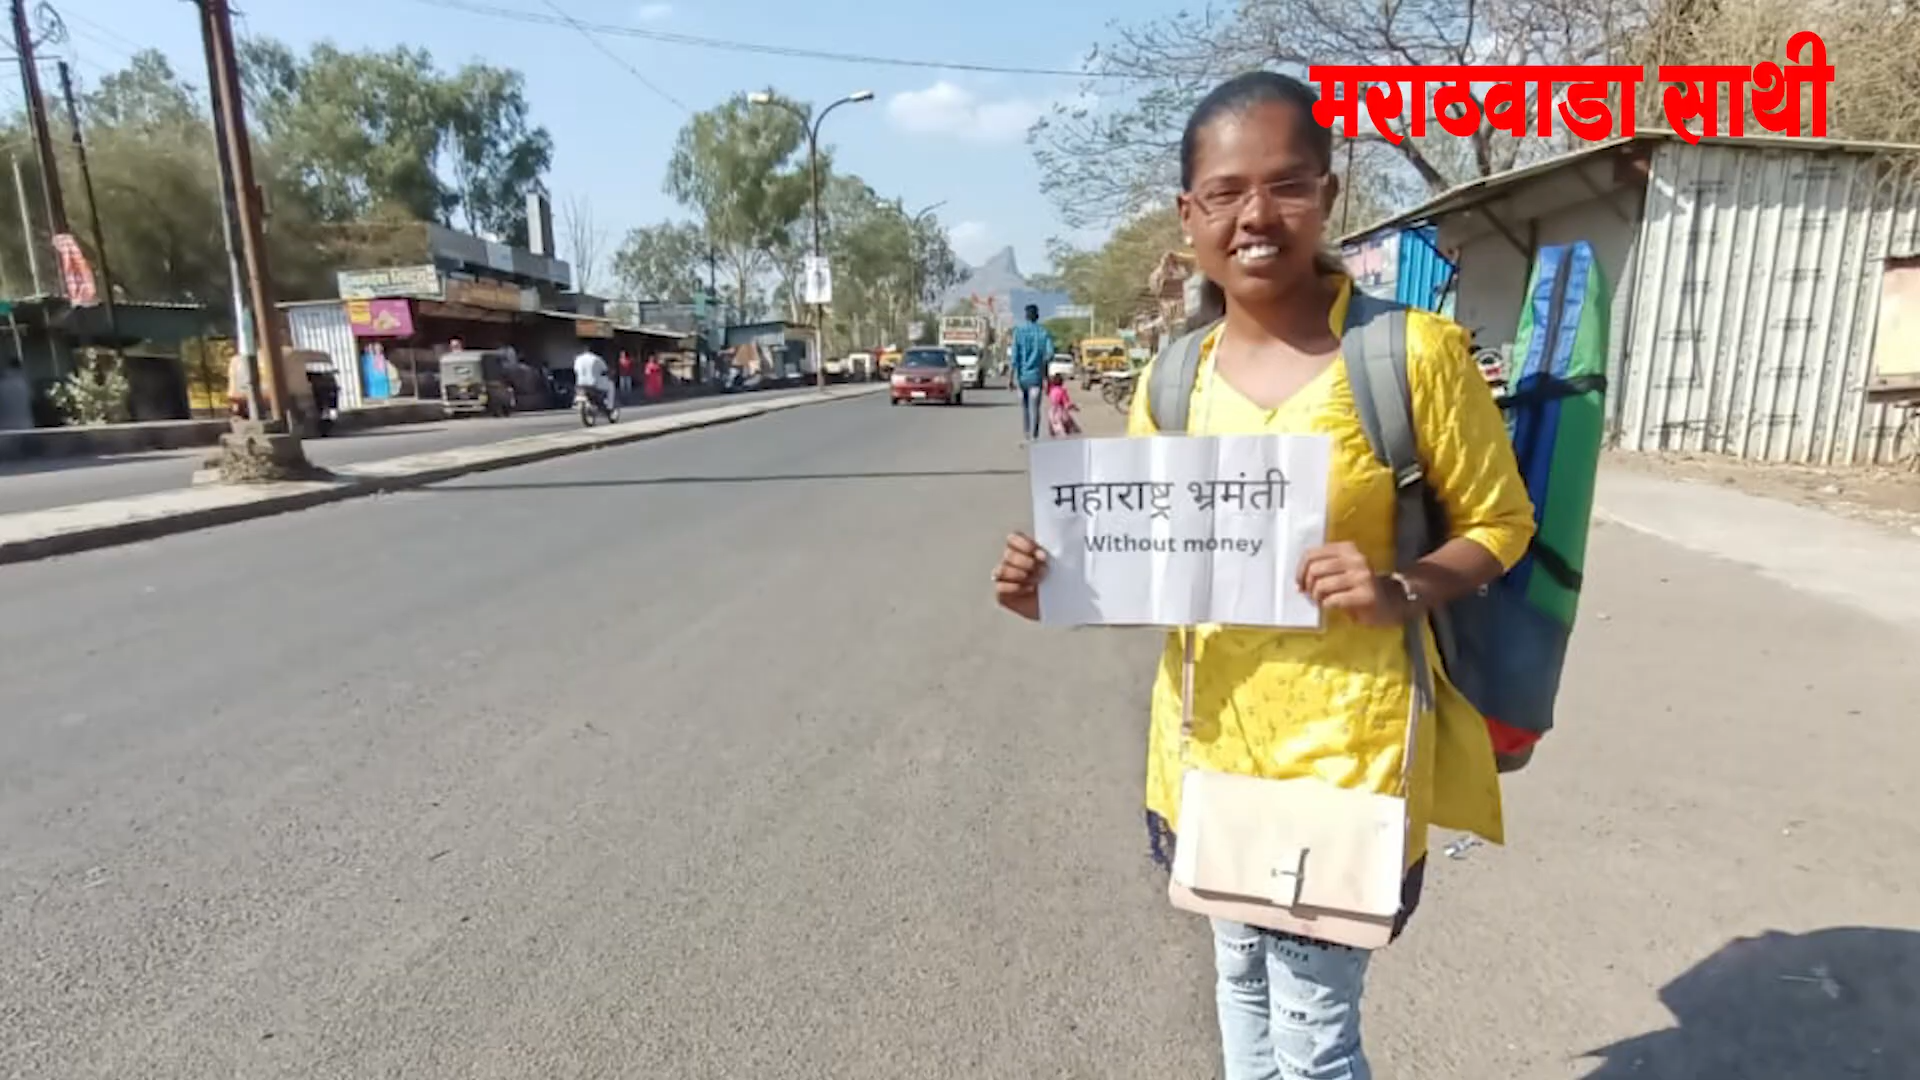 मराठवाडा साथी
महाराष्ट्र भ्रमंती
Without money